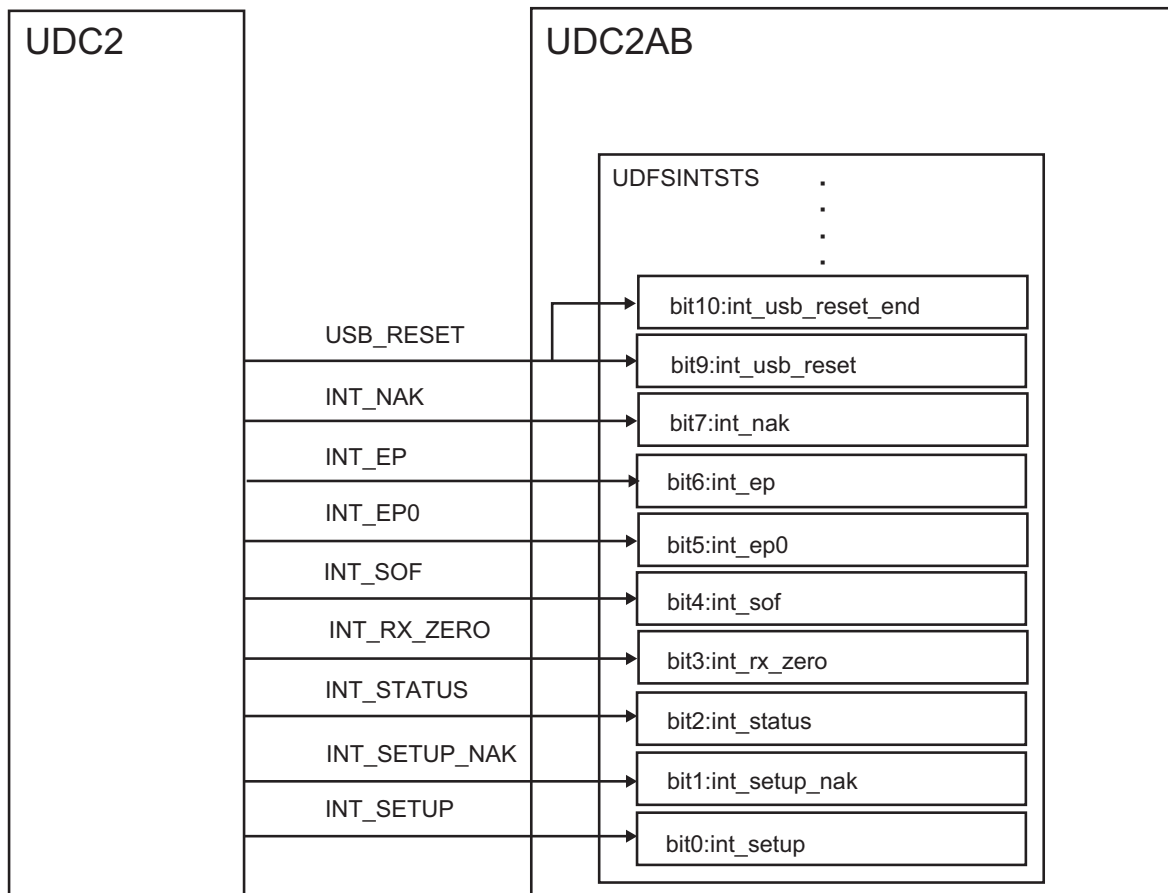 UDC2
UDC2AB
UDFSINTSTS
bit10:int_usb_reset_end
USB_RESET
bit9:int_usb_reset
INT_NAK
bit7:int_nak
INT_EP
bit6:int_ep
INT_EP0
bit5:int_ep0
INT_SOF
bit4:int_sof
INT_RX_ZERO
bit3:int_rx_zero
INT_STATUS
bit2:int_status
INT_SETUP_NAK
bit1:int_setup_nak
INT_SETUP
bit0:int_setup